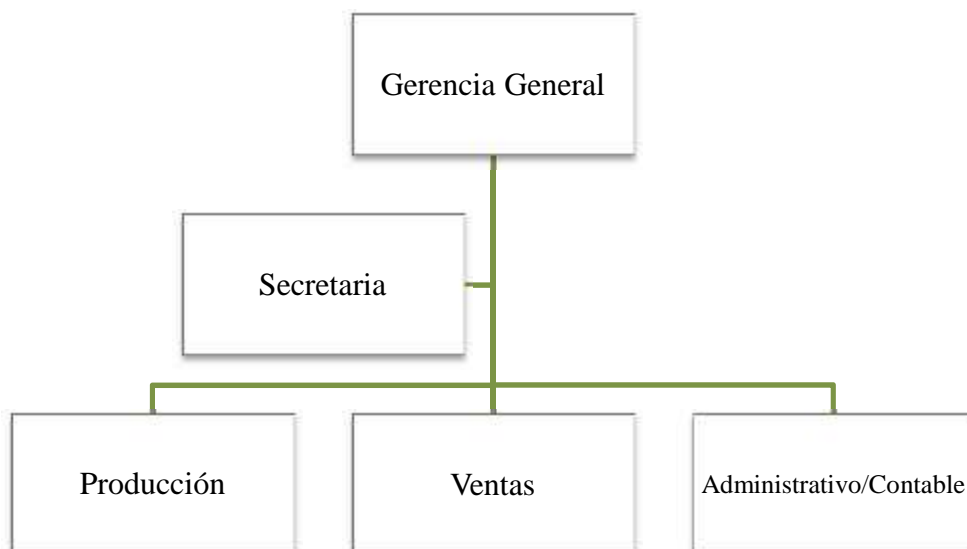 Gerencia General
Secretaria
Producción
Ventas
Administrativo/Contable